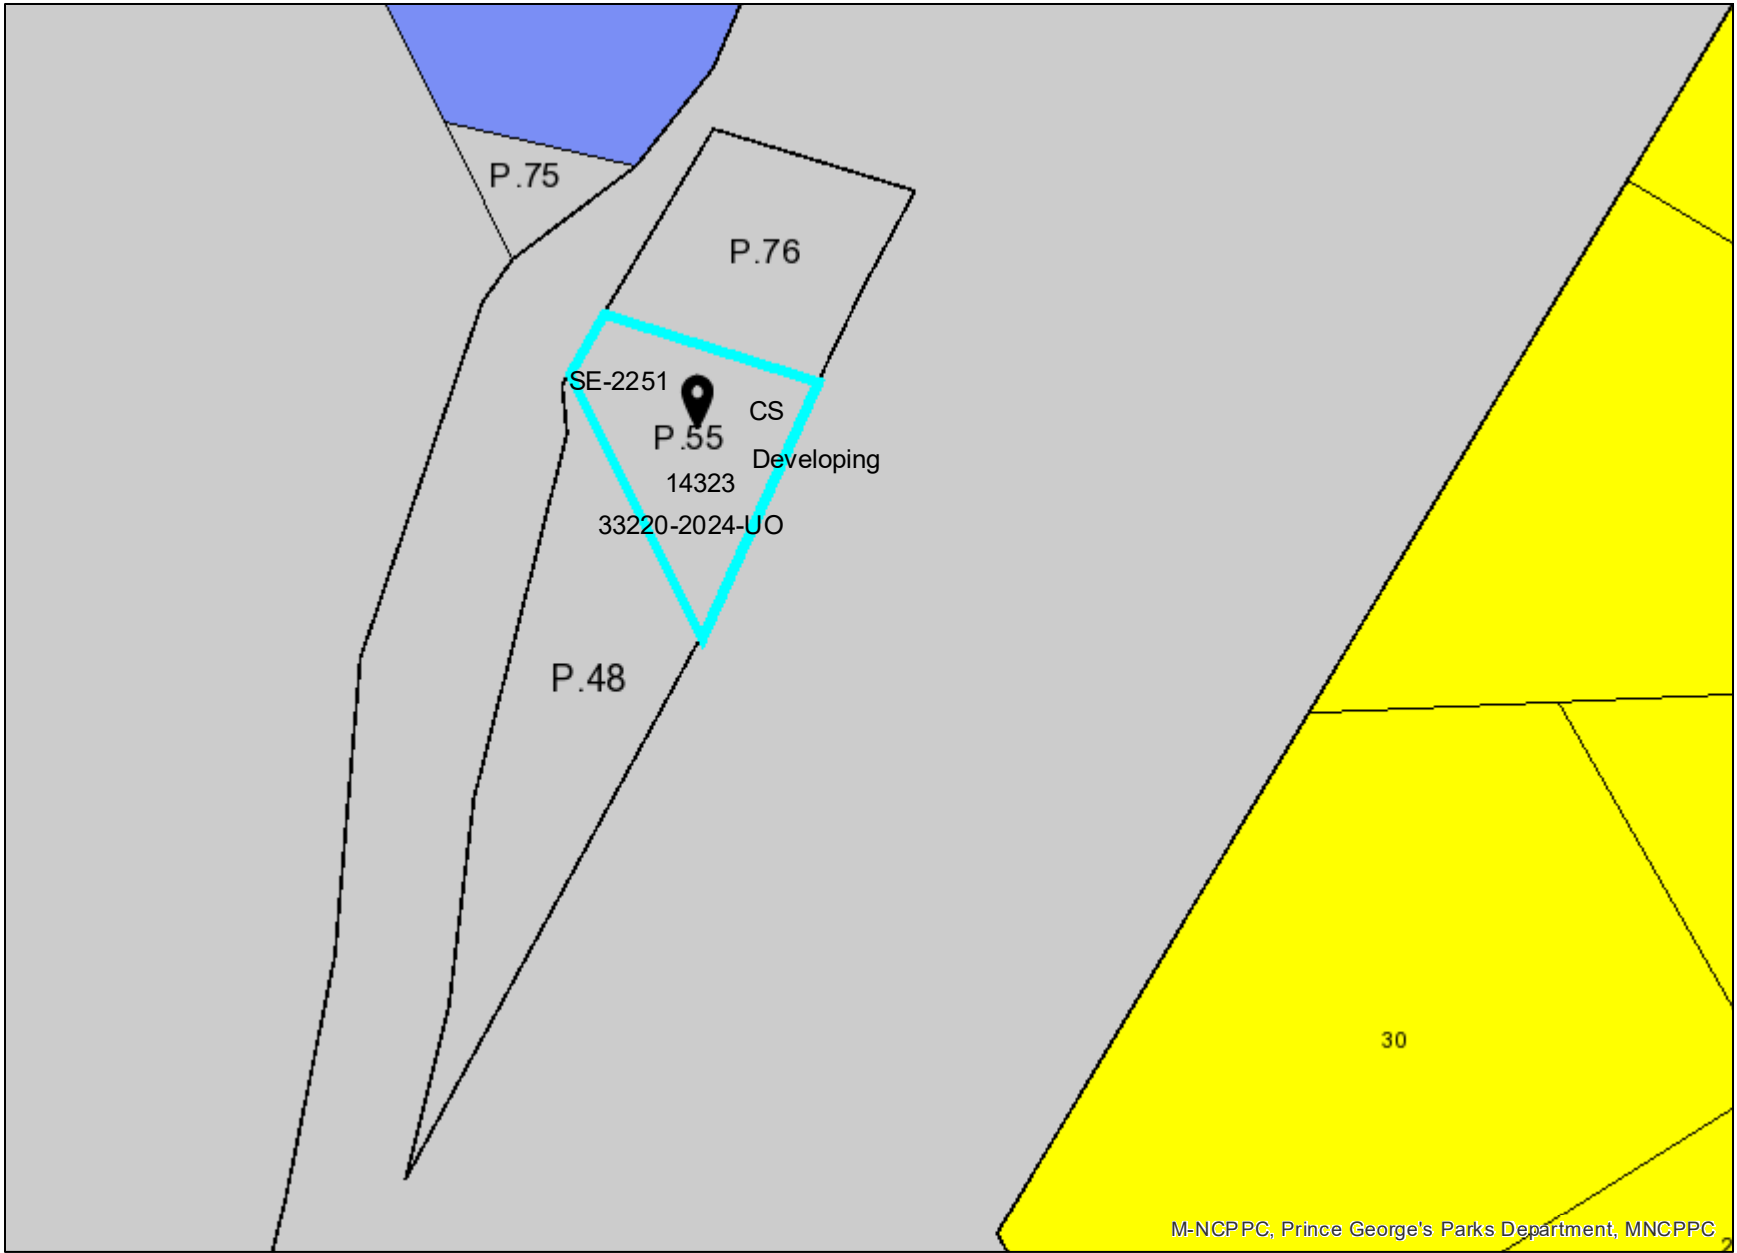 P.75
P.76
SE-2251
CS
P.55
Developing
14323
33220-2024-UO
P.48
30
M-NCPPC, Prince George's Parks Department, MNCPPC
2